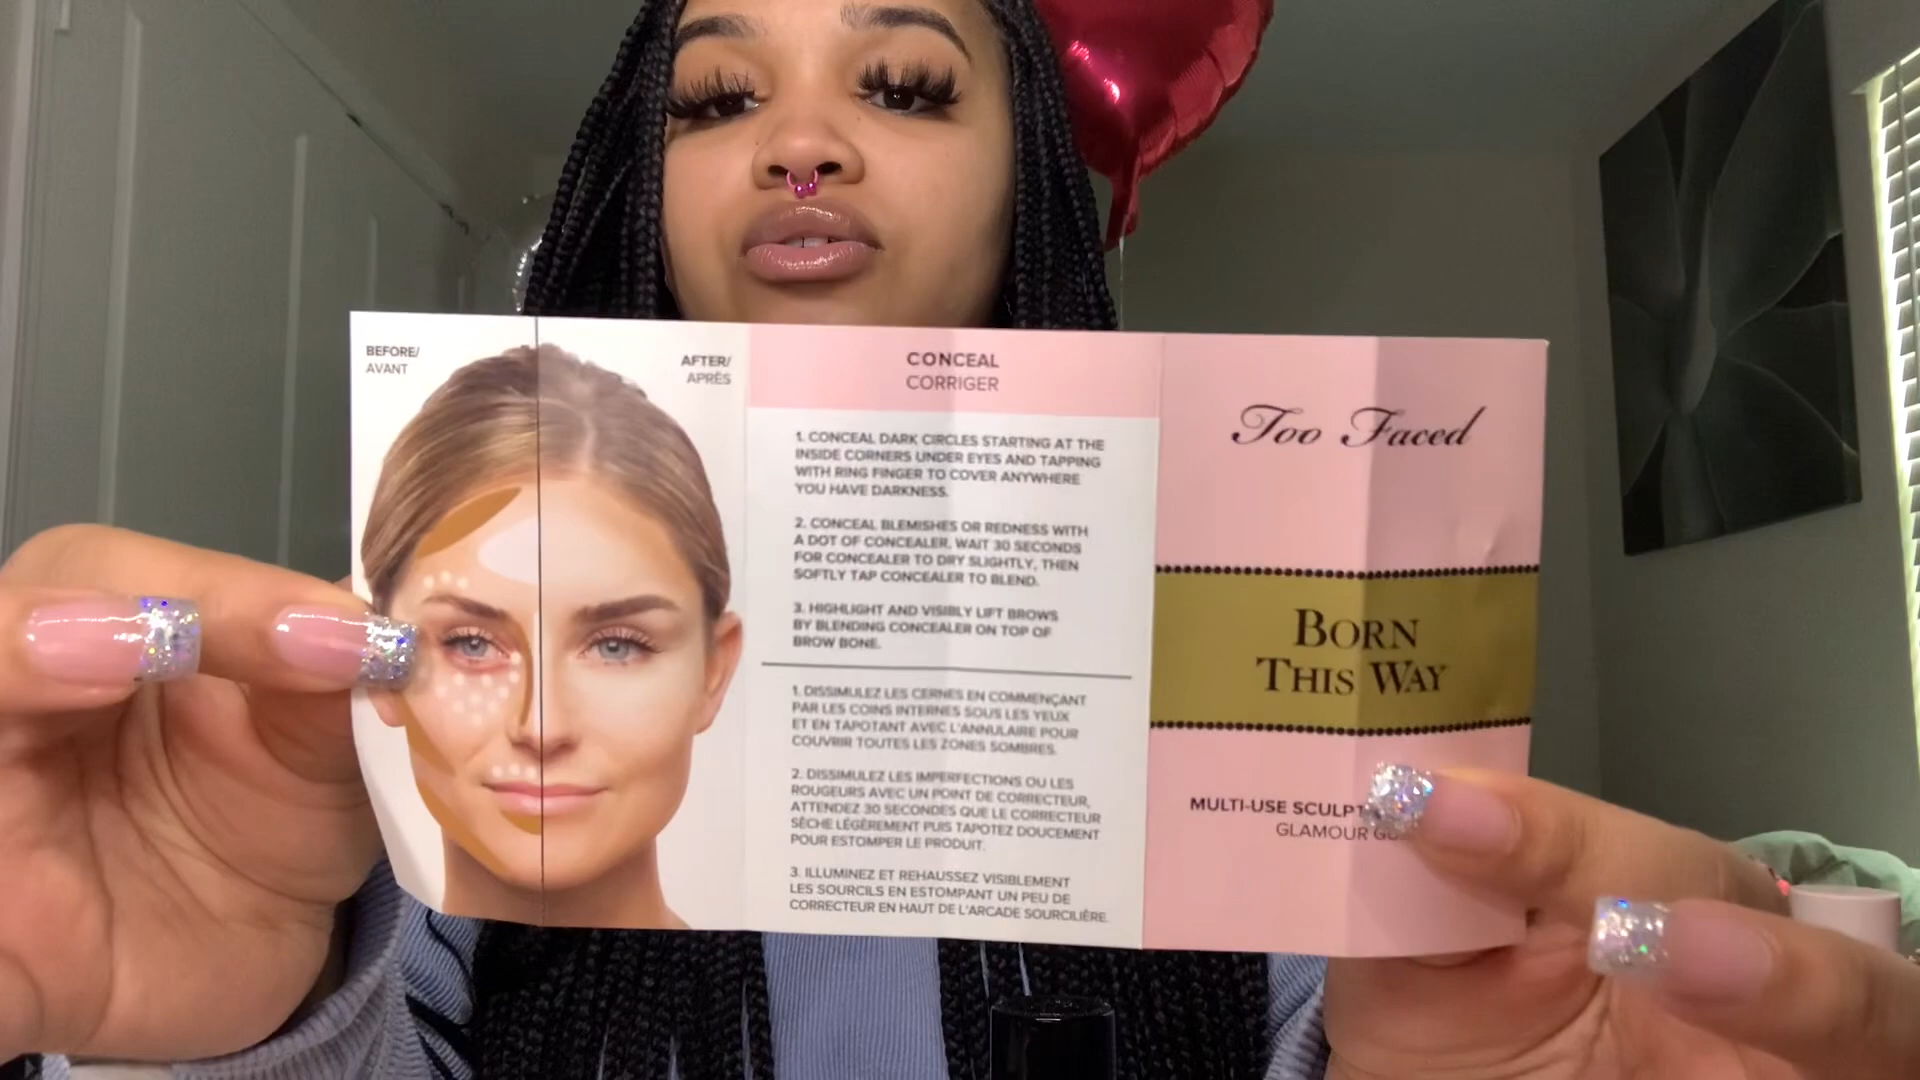 BEFORE/
AVANT
AFTER/
APRÈS
CONCEAL
CORRIGER
1. CONCEAL DARK CIRCLES STARTING AT THE
INSIDE CORNERS UNDER EYES AND TAPPING
WITH RING FINGER TO COVER ANYWHERE
YOU HAVE DARKNESS.
2. CONCEAL BLEMISHES OR REDNESS WITH
A DOT OF CONCEALER, WAIT 30 SECONDS
FOR CONCEALER TO DRY SLIGHTLY, THEN
SOFTLY TAP CONCEALER TO BLEND.
3. HIGHLIGHT AND VISIBLY LIFT BROWS
BY BLENDING CONCEALER ON TOP OF
BROW BONE.
1. DISSIMULEZ LES CERNES EN COMMENÇANT
PAR LES COINS INTERNES SOUS LES YEUX
ET EN TAPOTANT AVEC L'ANNULAIRE POUR
COUVRIR TOUTES LES ZONES SOMBRES.
2. DISSIMULEZ LES IMPERFECTIONS OU LES
ROUGEURS AVEC UN POINT DE CORRECTEUR,
ATTENDEZ 30 SECONDES QUE LE CORRECTEUR
SÈCHE LÉGÈREMENT PUIS TAPOTEZ DOUCEMENT
POUR ESTOMPER LE PRODUIT.
3. ILLUMINEZ ET REHAUSSEZ VISIBLEMENT
LES SOURCILS EN ESTOMPANT UN PEU DE
CORRECTEUR EN HAUT DE L'ARCADE SOURCILIÈRE.
Too Faced
BORN
THIS WAY
MULTI-USE SCULPT
GLAMOUR